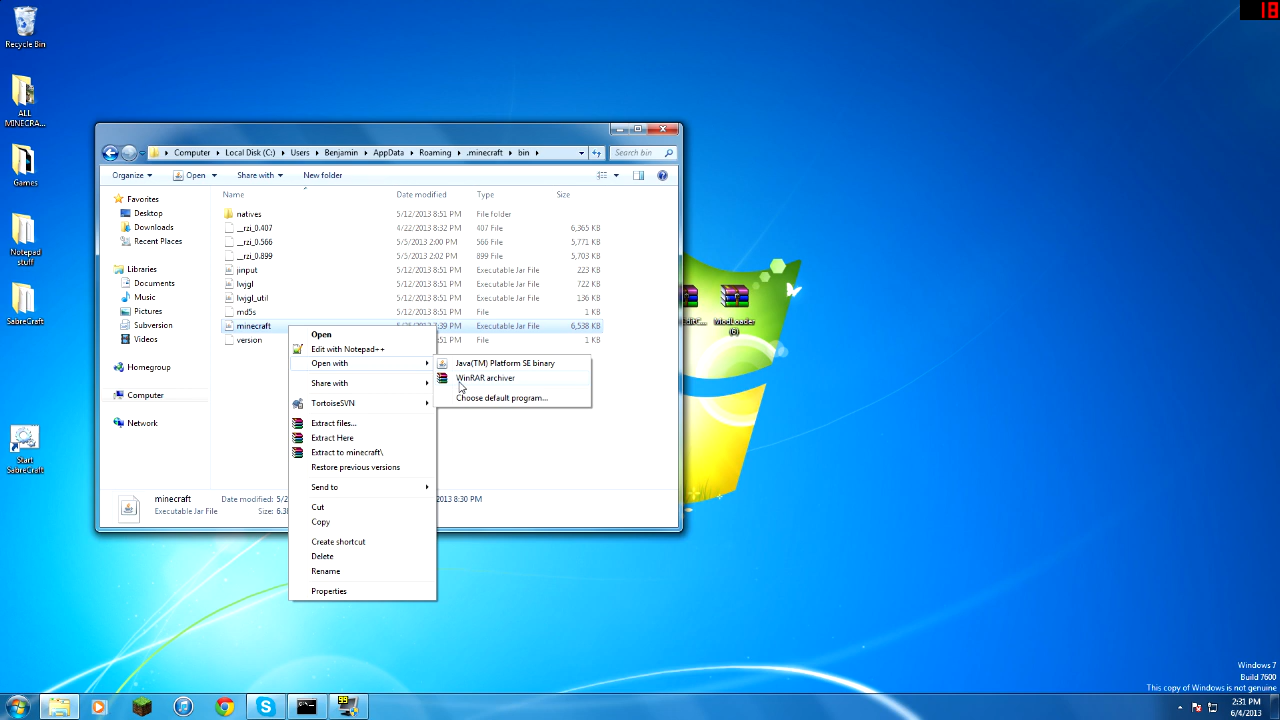 18
Recycle Bin
ALL
MINECRA...
Games
Notepad
stuff
SabreCraft
Start
SabreCraft
Computer
Local Disk (C:)
Users
Benjamin
AppData
Roaming
.minecraft
bin
Search bin
Organize
Open
Share with
New folder
Name
Date modified
Type
Size
Favorites
Desktop
Downloads
Recent Places
Libraries
Documents
Music
Pictures
Subversion
Videos
Homegroup
Computer
Network
natives 5/12/2013 8:51 PM File folder
__rzi_0.407 4/22/2013 8:32 PM 407 File 6,365 KB
__rzi_0.566 5/5/2013 2:00 PM 566 File 5,771 KB
__rzi_0.899 5/5/2013 2:00 PM 899 File 5,703 KB
jinput 5/12/2013 8:51 PM Executable Jar File 223 KB
lwjgl 5/12/2013 8:51 PM Executable Jar File 722 KB
lwjgl_util 5/12/2013 8:51 PM Executable Jar File 136 KB
md5s 5/12/2013 8:51 PM File 1 KB
minecraft Executable Jar File 6,538 KB
version PM File 1 KB
Open
Edit with Notepad++
Open with
Share with
TortoiseSVN
Extract files...
Extract Here
Extract to minecraft\
Restore previous versions
Send to
Cut
Copy
Create shortcut
Delete
Rename
Properties
Java(TM) Platform SE binary
WinRAR archiver
Choose default program...
minecraft Date modified: 2013 8:30 PM
Executable Jar File Size:
ModLoader
(6)
Windows 7
Build 7600
This copy of Windows is not genuine
2:31 PM
6/4/2013